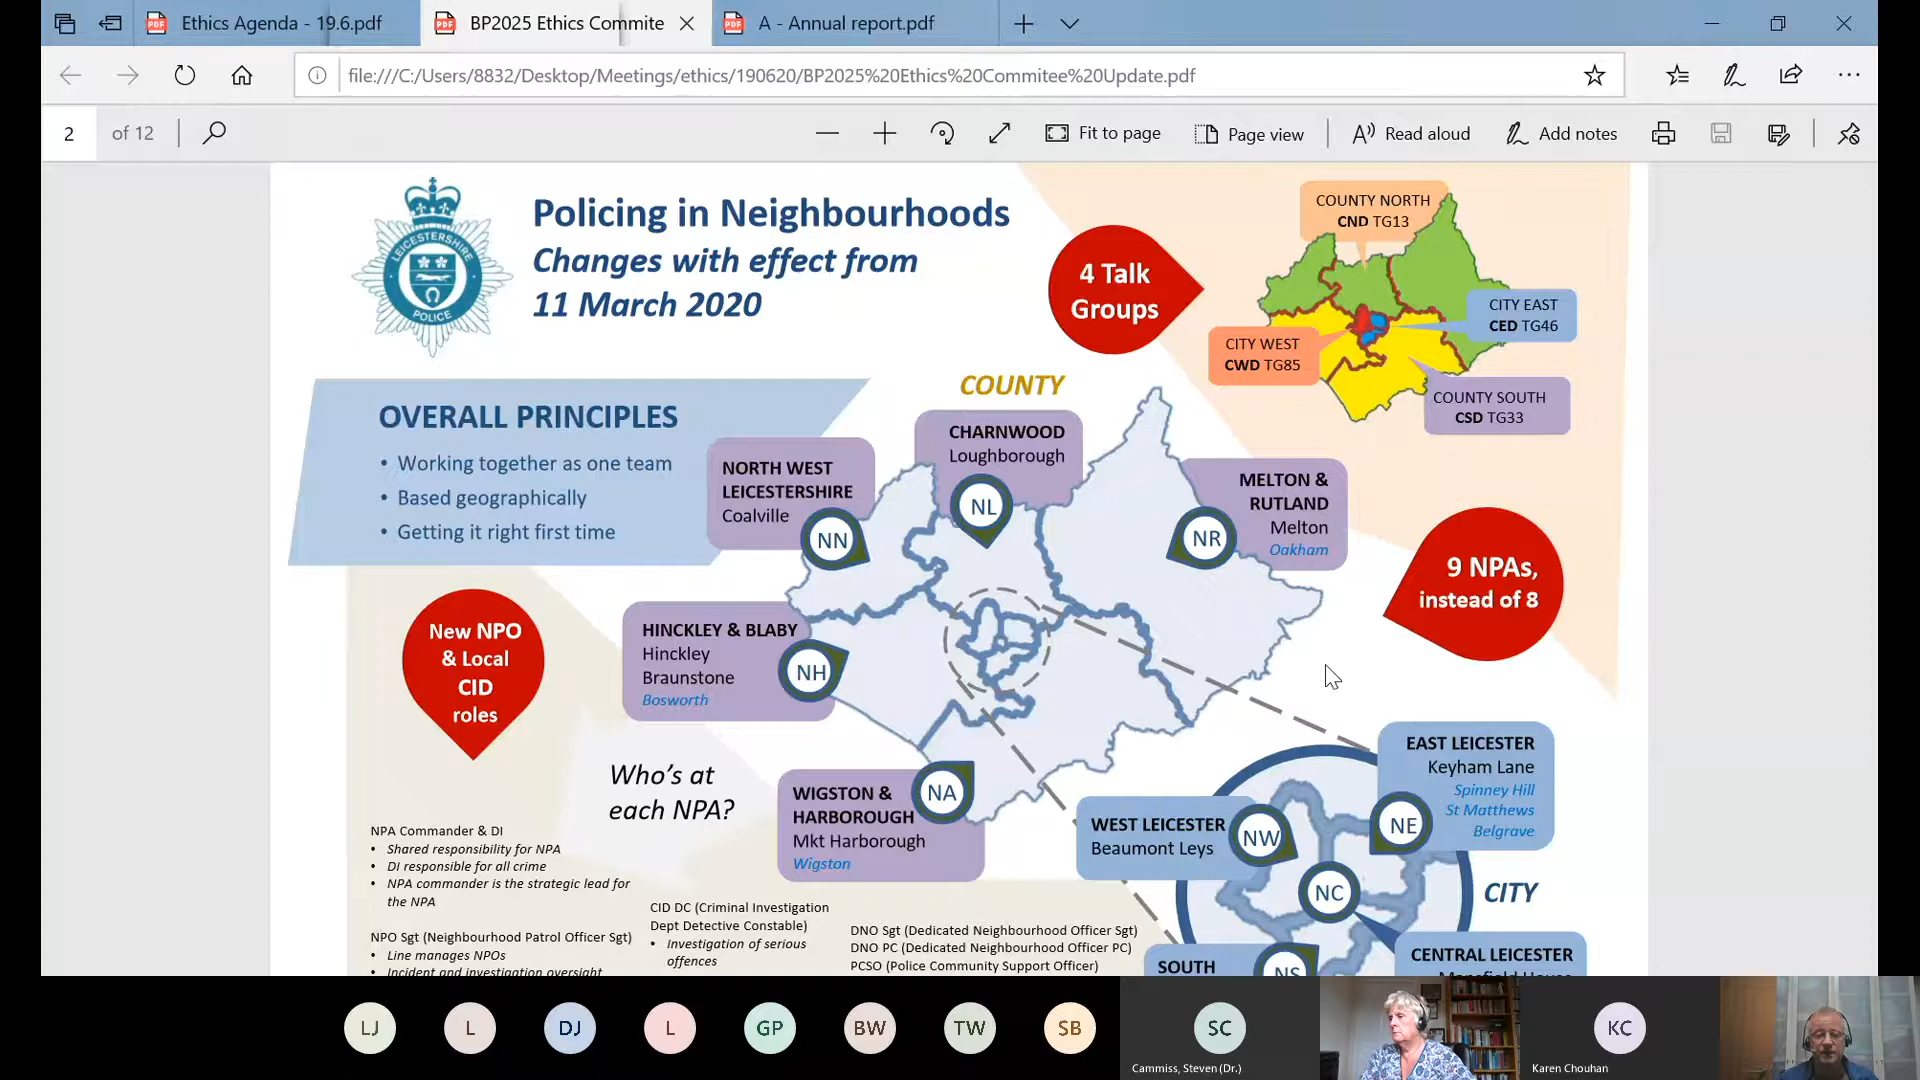 Ethics Agenda - 19.6.pdf
BP2025 Ethics Commite
A - Annual report.pdf
file:///C:/Users/8832/Desktop/Meetings/ethics/190620/BP2025%20Ethics%20Commitee%20Update.pdf
2 of 12
Fit to page
Page view
Read aloud
Add notes
LEICESTERSHIRE
POLICE
Policing in Neighbourhoods
Changes with effect from
11 March 2020
4 Talk
Groups
COUNTY NORTH
CND TG13
CITY EAST
CED TG46
CITY WEST
CWD TG85
COUNTY SOUTH
CSD TG33
OVERALL PRINCIPLES
• Working together as one team
• Based geographically
• Getting it right first time
COUNTY
NORTH WEST
LEICESTERSHIRE
Coalville
NN
CHARNWOOD
Loughborough
NL
MELTON &
RUTLAND
Melton
Oakham
NR
9 NPAs,
instead of 8
New NPO
& Local
CID
roles
HINCKLEY & BLABY
Hinckley
Braunstone
Bosworth
NH
Who's at
each NPA?
WIGSTON &
HARBOROUGH
Mkt Harborough
Wigston
NA
EAST LEICESTER
Keyham Lane
Spinney Hill
St Matthews
Belgrave
NE
WEST LEICESTER
Beaumont Leys
NW
NC
CITY
CENTRAL LEICESTER
Mansfield House
SOUTH
NS
NPA Commander & DI
• Shared responsibility for NPA
• DI responsible for all crime
• NPA commander is the strategic lead for
the NPA
NPO Sgt (Neighbourhood Patrol Officer Sgt)
• Line manages NPOs
• Incident and investigation oversight
CID DC (Criminal Investigation
Dept Detective Constable)
• Investigation of serious
offences
DNO Sgt (Dedicated Neighbourhood Officer Sgt)
DNO PC (Dedicated Neighbourhood Officer PC)
PCSO (Police Community Support Officer)
LJ
L
DJ
L
GP
BW
TW
SB
SC
Cammiss, Steven (Dr.)
KC
Karen Chouhan